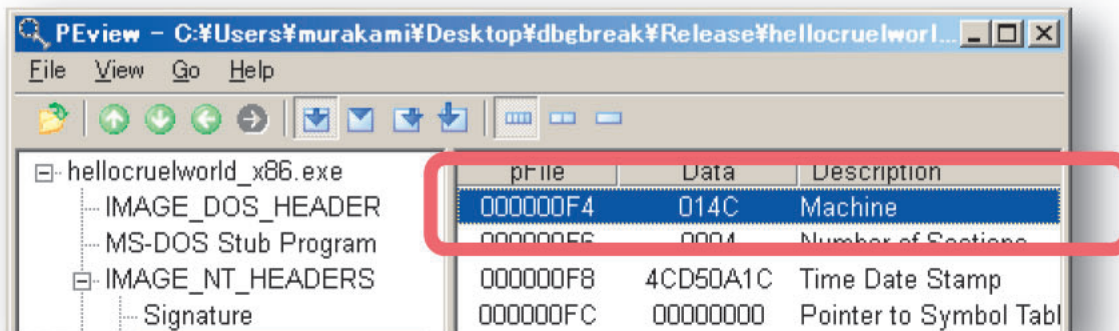 PEview - C:¥Users¥murakami¥Desktop¥dbgbreak¥Release¥hellocruelworl...
File View Go Help
hellocruelworld_x86.exe
IMAGE_DOS_HEADER
MS-DOS Stub Program
IMAGE_NT_HEADERS
Signature
pFile Data Description
000000F4 014C Machine
000000F6 0004 Number of Sections
000000F8 4CD50A1C Time Date Stamp
000000FC 00000000 Pointer to Symbol Tabl